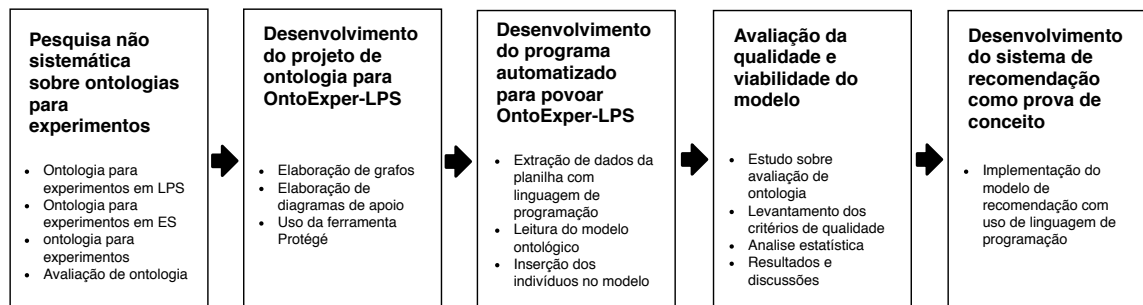 Pesquisa não
sistemática
sobre ontologias
para
experimentos
• Ontologia para
experimentos em LPS
• Ontologia para
experimentos em ES
• ontologia para
experimentos
• Avaliação de ontologia
Desenvolvimento
do projeto de
ontologia para
OntoExper-LPS
• Elaboração de grafos
• Elaboração de
diagramas de apoio
• Uso da ferramenta
Protégé
Desenvolvimento
do programa
automatizado
para povoar
OntoExper-LPS
• Extração de dados da
planilha com
linguagem de
programação
• Leitura do modelo
ontológico
• Inserção dos
indivíduos no modelo
Avaliação da
qualidade e
viabilidade do
modelo
• Estudo sobre
avaliação de
ontologia
• Levantamento dos
critérios de qualidade
• Analise estatística
• Resultados e
discussões
Desenvolvimento
do sistema de
recomendação
como prova de
conceito
• Implementação do
modelo de
recomendação com
uso de linguagem de
programação